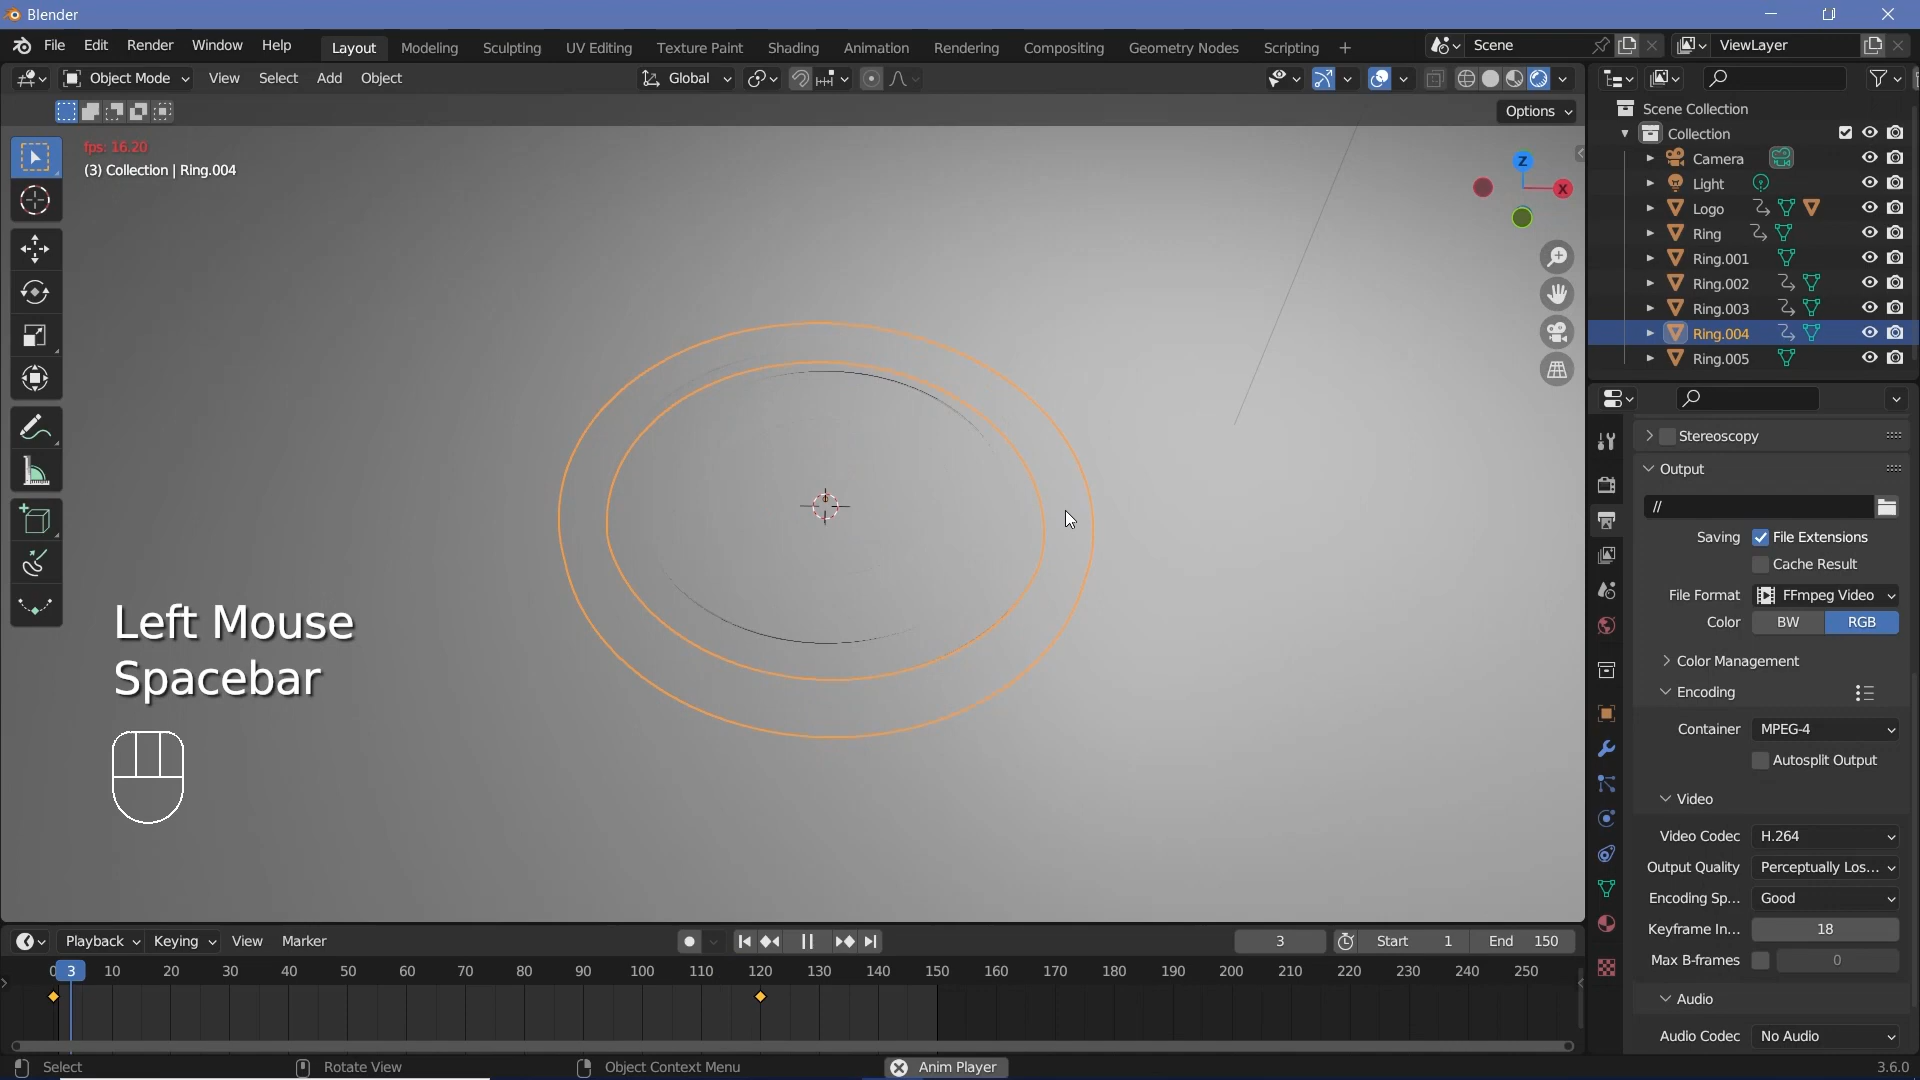 Blender
File Edit Render Window Help Layout Modeling Sculpting UV Editing Texture Paint Shading Animation Rendering Compositing Geometry Nodes Scripting + Scene ViewLayer
Object Mode View Select Add Object Global
Options
fps: 16.20
(3) Collection | Ring.004
Z
X
Left Mouse
Spacebar
Scene Collection
Collection
Camera
Light
Logo
Ring
Ring.001
Ring.002
Ring.003
Ring.004
Ring.005
Stereoscopy
Output
//
Saving File Extensions
Cache Result
File Format FFmpeg Video
Color BW RGB
Color Management
Encoding
Container MPEG-4
Autosplit Output
Video
Video Codec H.264
Output Quality Perceptually Los...
Encoding Sp... Good
Keyframe In... 18
Max B-frames 0
Audio
Audio Codec No Audio
Playback Keying View Marker 3 Start 1 End 150
0 3 10 20 30 40 50 60 70 80 90 100 110 120 130 140 150 160 170 180 190 200 210 220 230 240 250
Select Rotate View Object Context Menu Anim Player 3.6.0